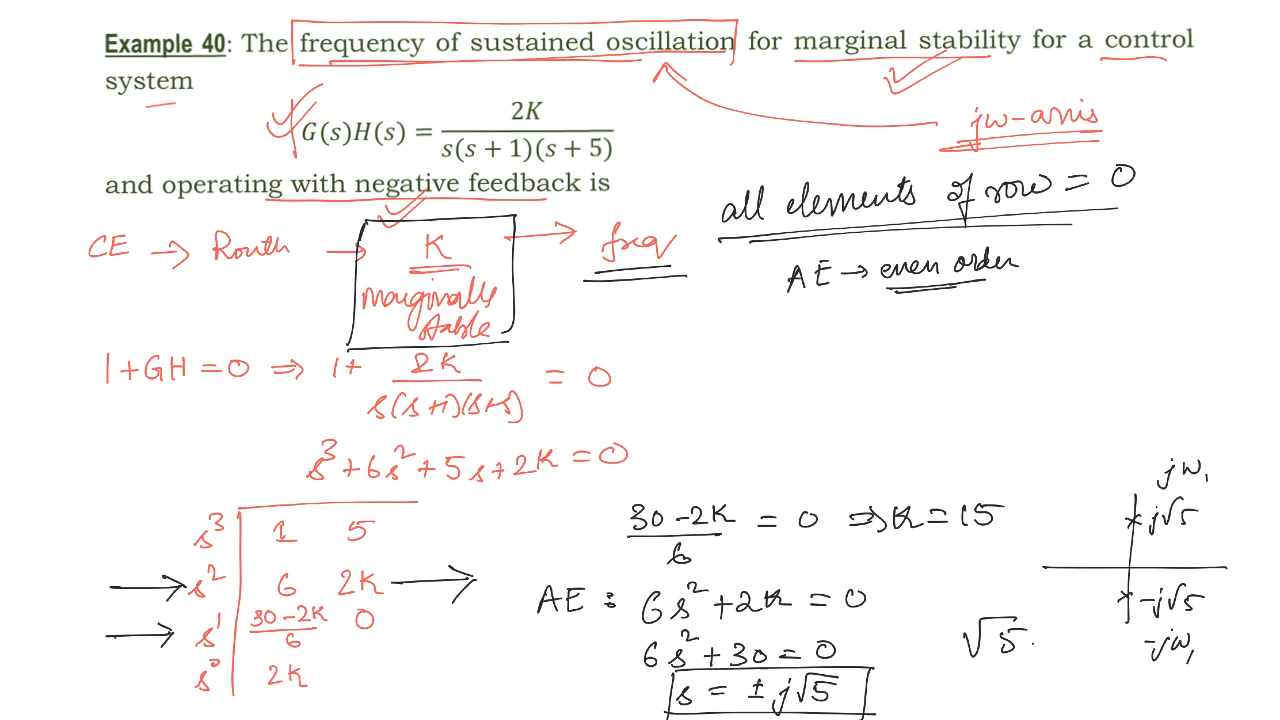 Example 40: The frequency of sustained oscillation for marginal stability for a control
system
G(s)H(s) = 2K / s(s + 1)(s + 5)
jw-axis
and operating with negative feedback is
all elements of row = 0
AE → even order
CE → Routh → K marginally stable → freq
1+GH = 0 ⇒ 1+ 2K / s(s+1)(s+5) = 0
s³ + 6s² + 5s + 2K = 0
s³ | 1 5
s² | 6 2K
s¹ | 30-2K/6 0
s⁰ | 2K
30-2K / 6 = 0 ⇒ K = 15
AE : 6s² + 2K = 0
6s² + 30 = 0
s = ± j√5
√5
jw₁
j√5
-j√5
-jw₁